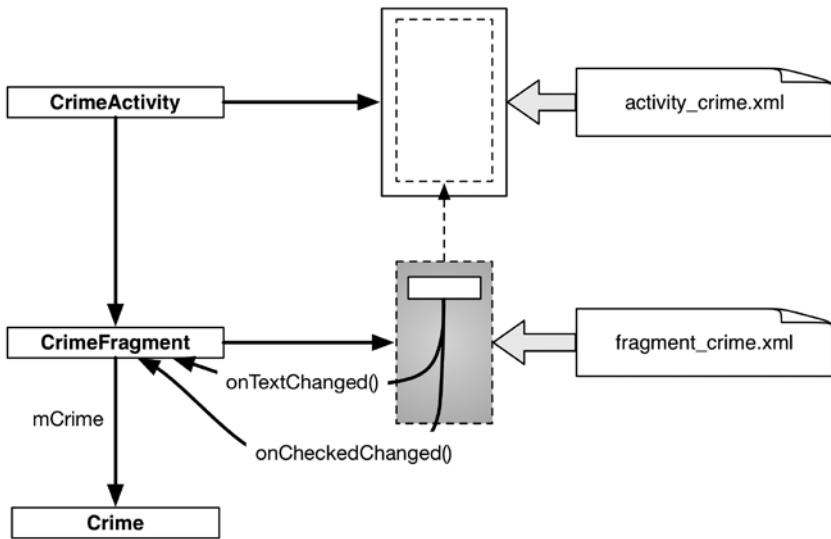 CrimeActivity
activity_crime.xml
CrimeFragment
fragment_crime.xml
onTextChanged()
mCrime
onCheckedChanged()
Crime